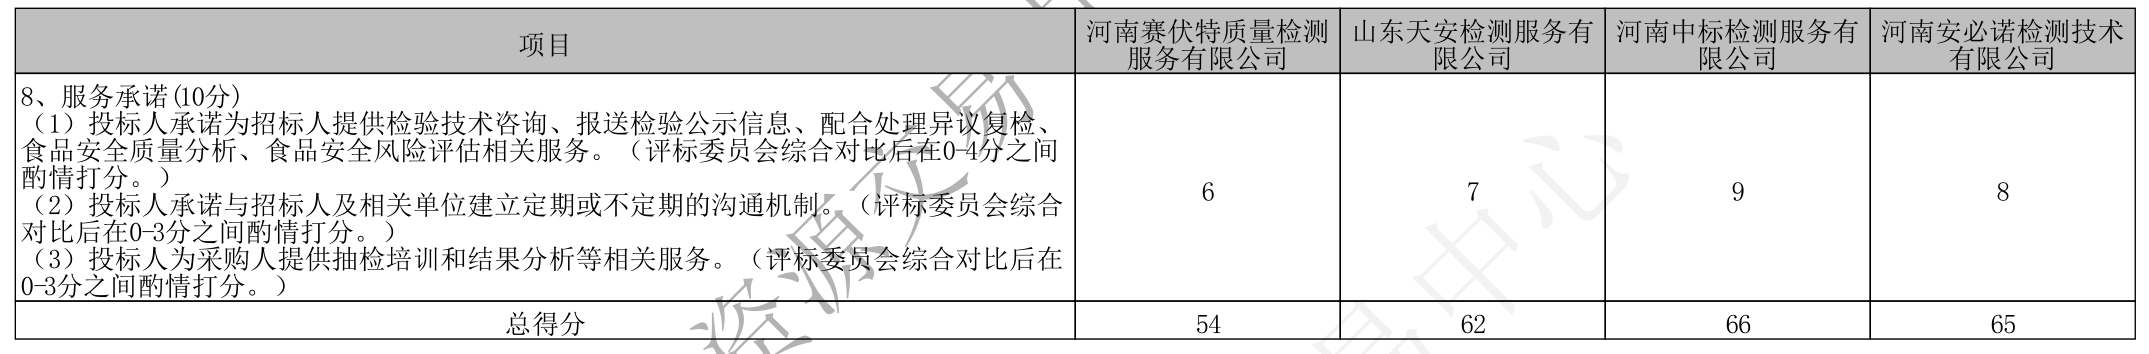 项目
河南赛伏特质量检测
服务有限公司
山东天安检测服务有
限公司
河南中标检测服务有
限公司
河南安必诺检测技术
有限公司
8、服务承诺(10分)
（1）投标人承诺为招标人提供检验技术咨询、报送检验公示信息、配合处理异议复检、
食品安全质量分析、食品安全风险评估相关服务。（评标委员会综合对比后在0-4分之间
酌情打分。）
（2）投标人承诺与招标人及相关单位建立定期或不定期的沟通机制。（评标委员会综合
对比后在0-3分之间酌情打分。）
（3）投标人为采购人提供抽检培训和结果分析等相关服务。（评标委员会综合对比后在
0-3分之间酌情打分。）
6
7
9
8
总得分
54
62
66
65
资源交易
易中心